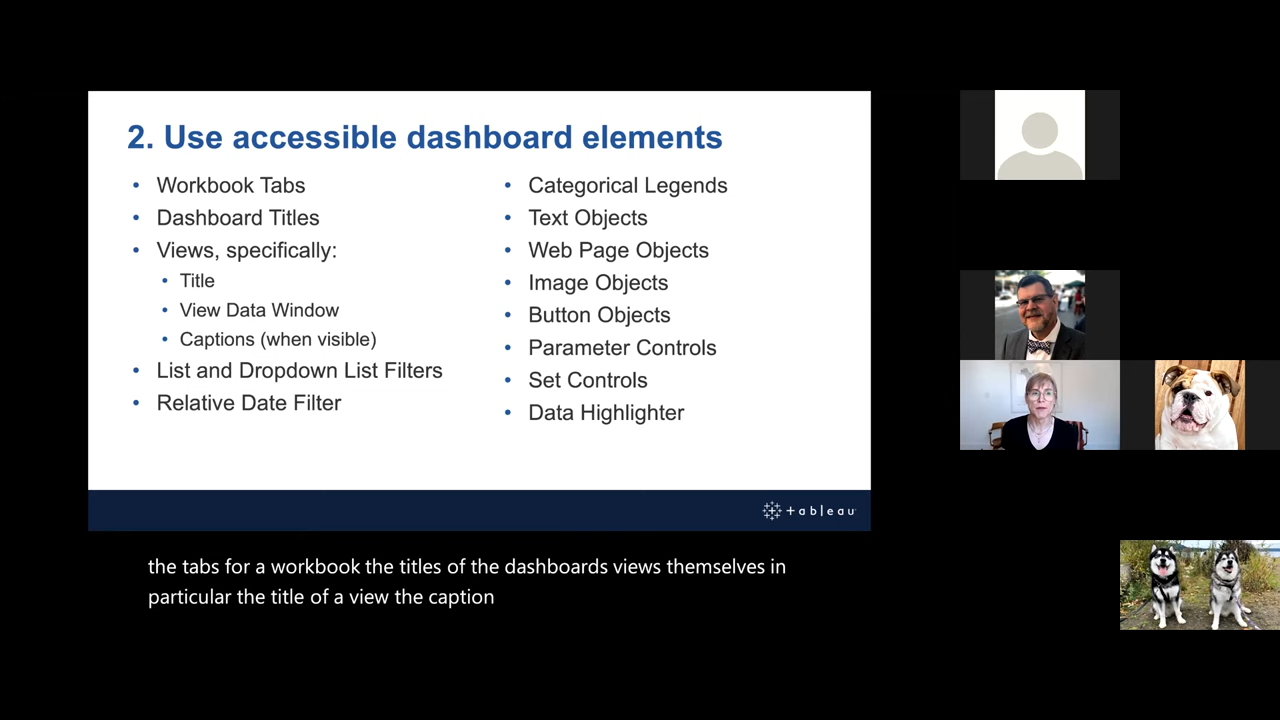 2. Use accessible dashboard elements
• Workbook Tabs
• Dashboard Titles
• Views, specifically:
• Title
• View Data Window
• Captions (when visible)
• List and Dropdown List Filters
• Relative Date Filter
• Categorical Legends
• Text Objects
• Web Page Objects
• Image Objects
• Button Objects
• Parameter Controls
• Set Controls
• Data Highlighter
+ableau
the tabs for a workbook the titles of the dashboards views themselves in
particular the title of a view the caption